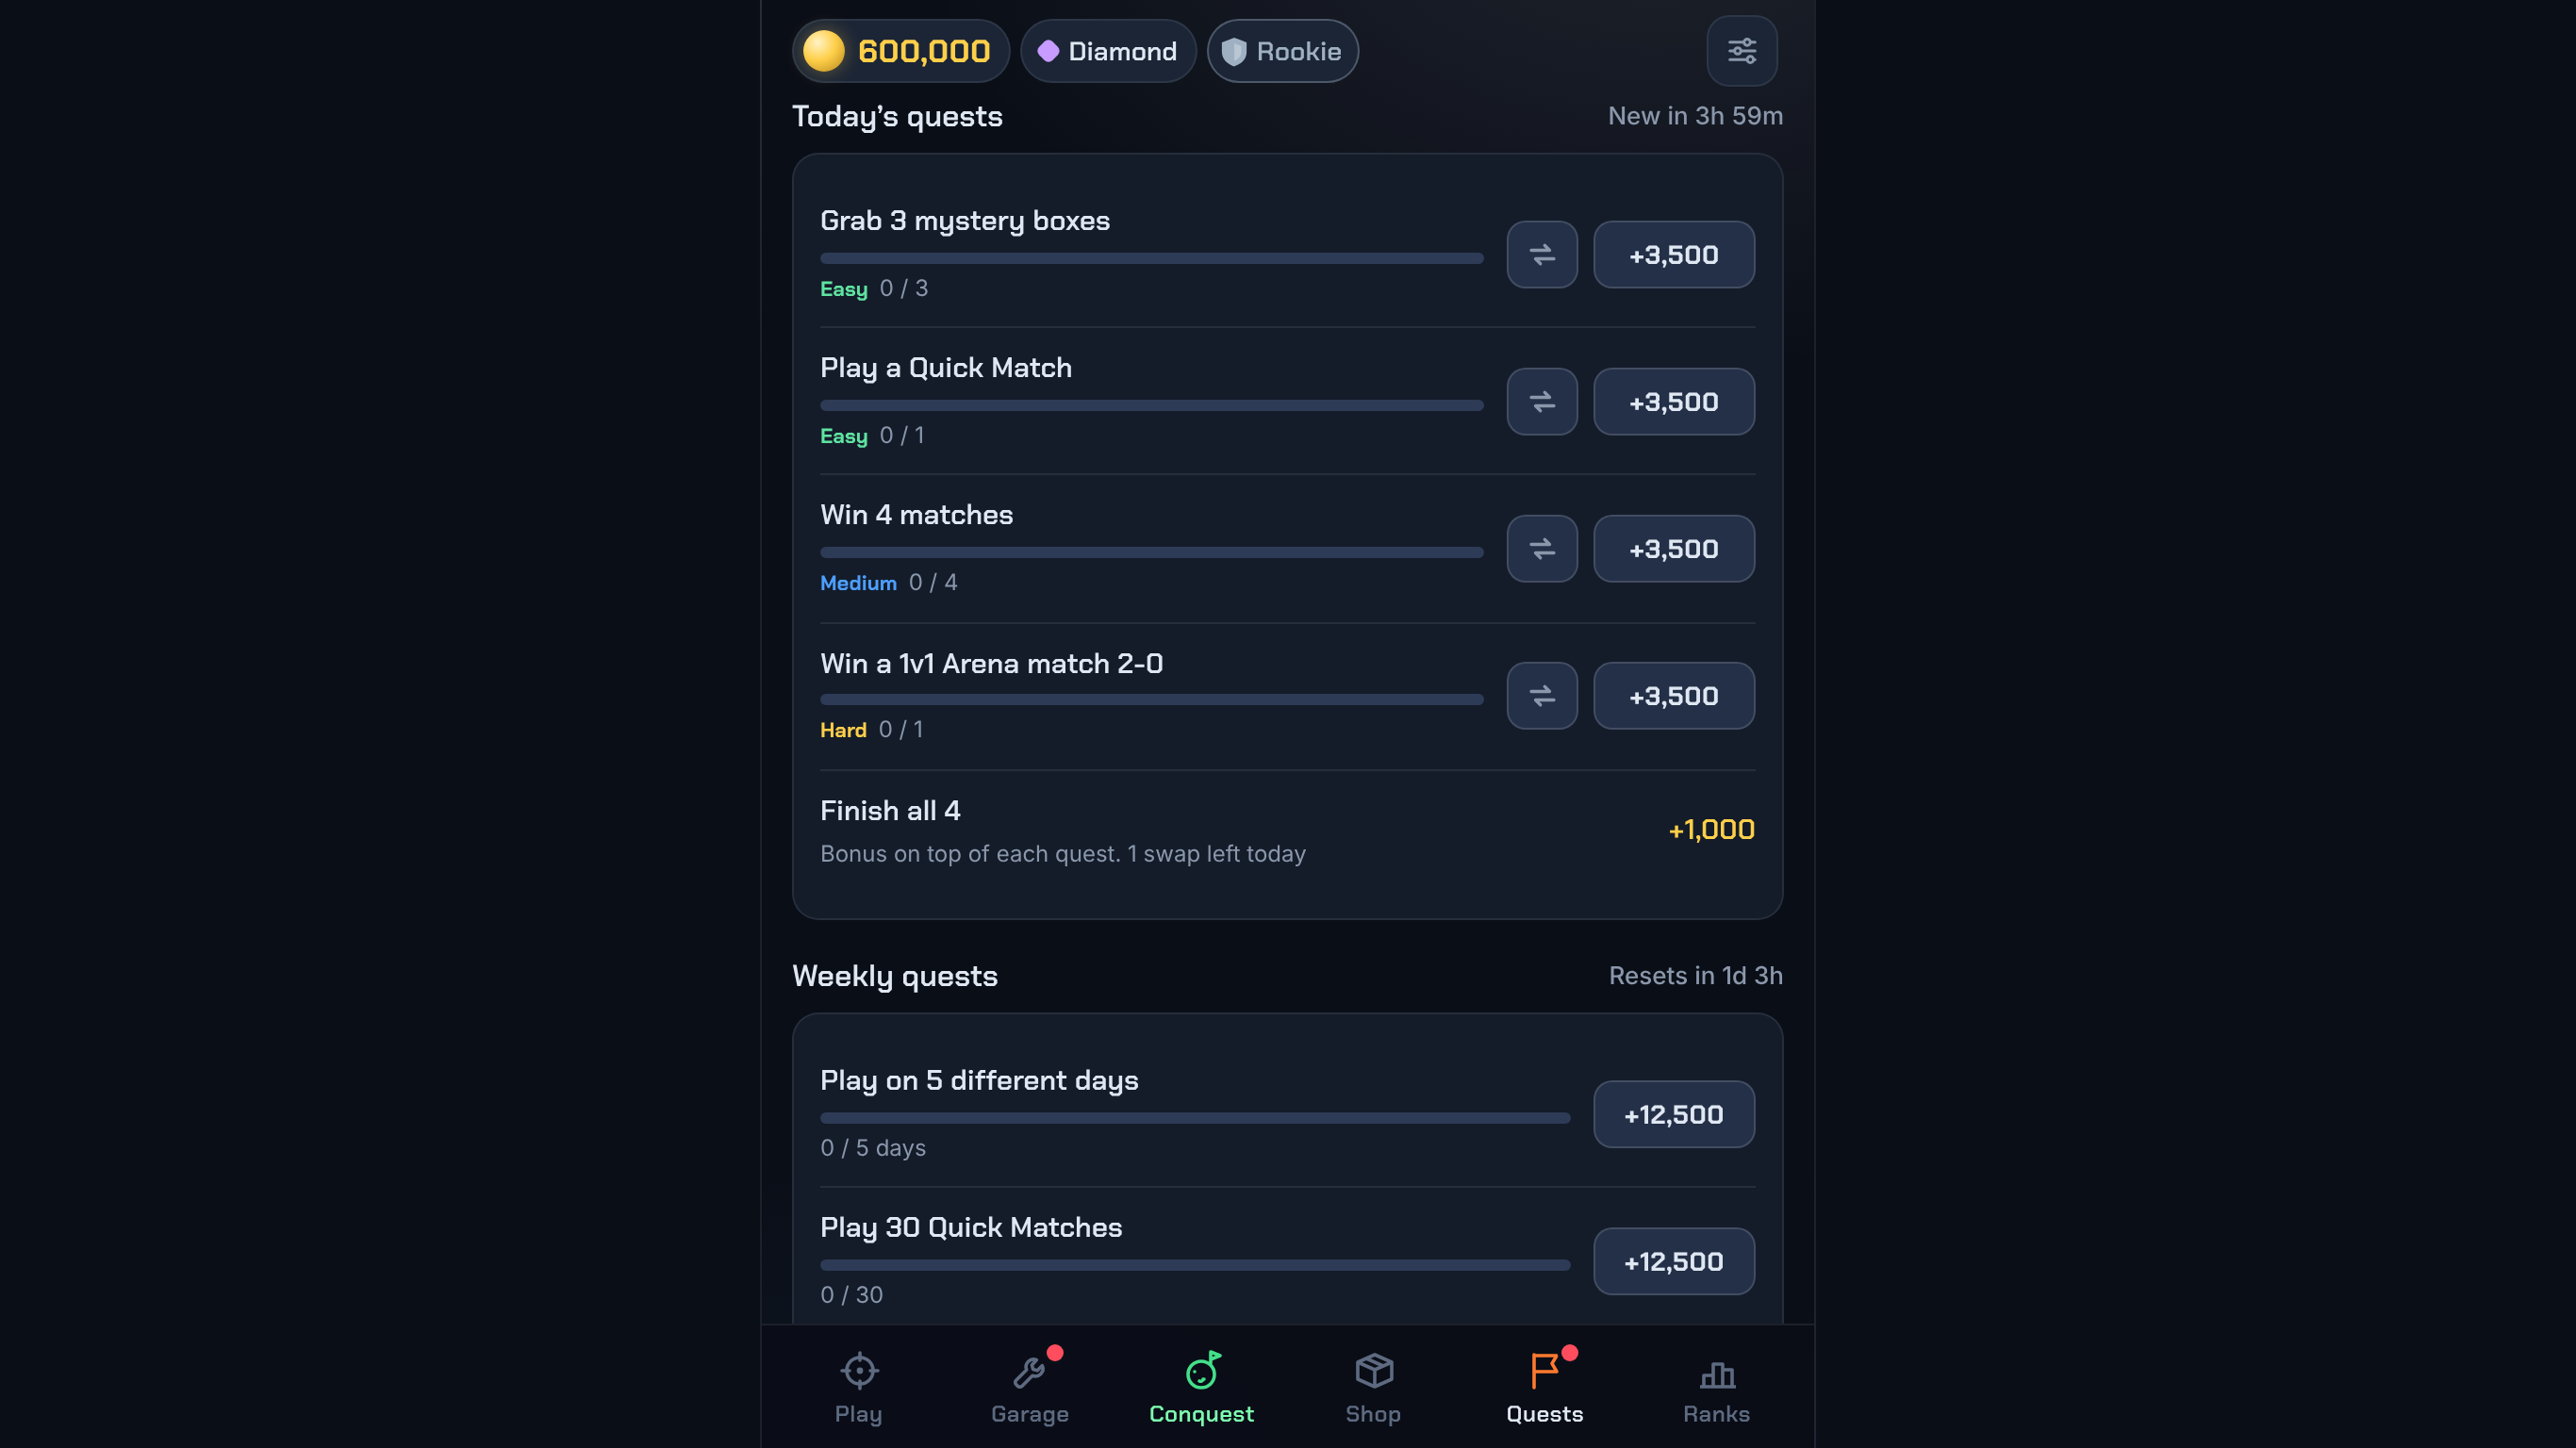 600,000 Diamond Rookie
Today’s quests New in 3h 59m
Grab 3 mystery boxes
+3,500
Easy 0 / 3
Play a Quick Match
+3,500
Easy 0 / 1
Win 4 matches
+3,500
Medium 0 / 4
Win a 1v1 Arena match 2-0
+3,500
Hard 0 / 1
Finish all 4
+1,000
Bonus on top of each quest. 1 swap left today
Weekly quests Resets in 1d 3h
Play on 5 different days
+12,500
0 / 5 days
Play 30 Quick Matches
+12,500
0 / 30
Play Garage Conquest Shop Quests Ranks